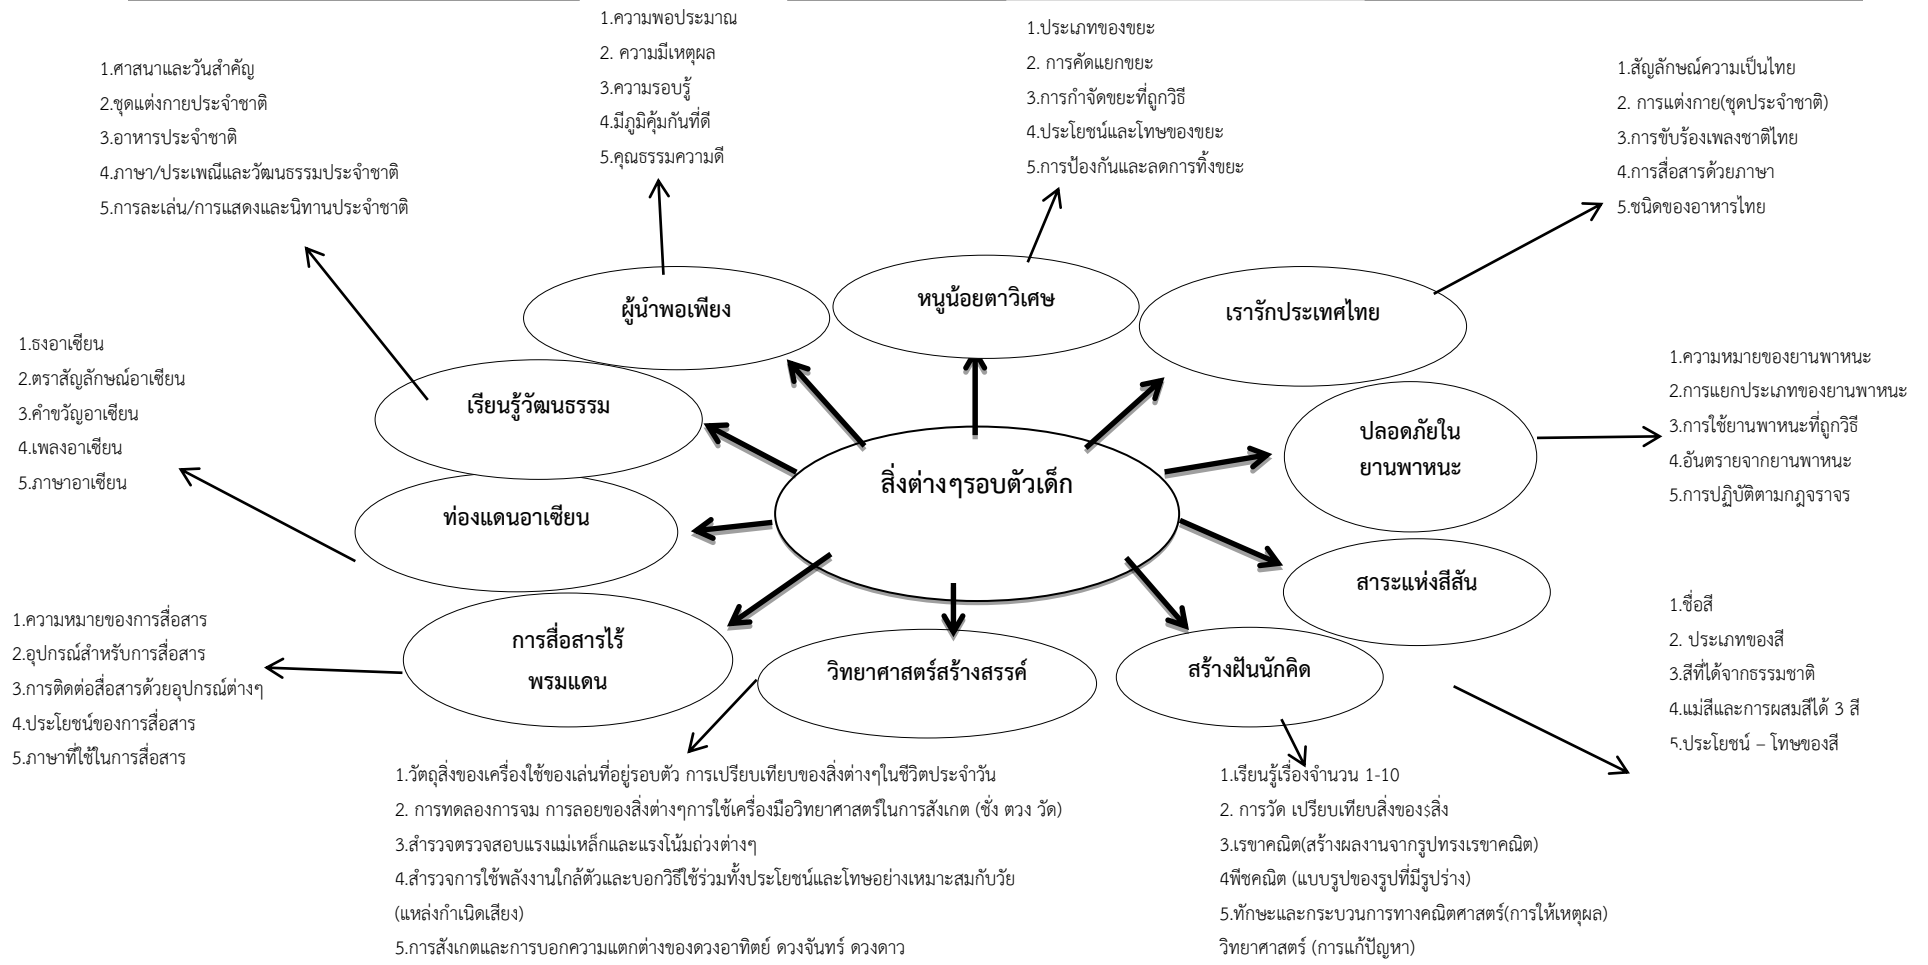 1.ความพอประมาณ
2. ความมีเหตุผล
3.ความรอบรู้
4.มีภูมิคุ้มกันที่ดี
5.คุณธรรมความดี
1.ประเภทของขยะ
2. การคัดแยกขยะ
3.การกำจัดขยะที่ถูกวิธี
4.ประโยชน์และโทษของขยะ
5.การป้องกันและลดการทิ้งขยะ
1.ศาสนาและวันสำคัญ
2.ชุดแต่งกายประจำชาติ
3.อาหารประจำชาติ
4.ภาษา/ประเพณีและวัฒนธรรมประจำชาติ
5.การละเล่น/การแสดงและนิทานประจำชาติ
1.สัญลักษณ์ความเป็นไทย
2. การแต่งกาย(ชุดประจำชาติ)
3.การขับร้องเพลงชาติไทย
4.การสื่อสารด้วยภาษา
5.ชนิดของอาหารไทย
ผู้นำพอเพียง
หนูน้อยตาวิเศษ
เรารักประเทศไทย
1.ธงอาเซียน
2.ตราสัญลักษณ์อาเซียน
3.คำขวัญอาเซียน
4.เพลงอาเซียน
5.ภาษาอาเซียน
เรียนรู้วัฒนธรรม
ปลอดภัยใน
ยานพาหนะ
1.ความหมายของยานพาหนะ
2.การแยกประเภทของยานพาหนะ
3.การใช้ยานพาหนะที่ถูกวิธี
4.อันตรายจากยานพาหนะ
5.การปฏิบัติตามกฎจราจร
สิ่งต่างๆรอบตัวเด็ก
ท่องแดนอาเซียน
สาระแห่งสีสัน
1.ความหมายของการสื่อสาร
2.อุปกรณ์สำหรับการสื่อสาร
3.การติดต่อสื่อสารด้วยอุปกรณ์ต่างๆ
4.ประโยชน์ของการสื่อสาร
5.ภาษาที่ใช้ในการสื่อสาร
การสื่อสารไร้
พรมแดน
วิทยาศาสตร์สร้างสรรค์
สร้างฝันนักคิด
1.ชื่อสี
2. ประเภทของสี
3.สีที่ได้จากธรรมชาติ
4.แม่สีและการผสมสีได้ 3 สี
5.ประโยชน์ – โทษของสี
1.วัตถุสิ่งของเครื่องใช้ของเล่นที่อยู่รอบตัว การเปรียบเทียบของสิ่งต่างๆในชีวิตประจำวัน
2. การทดลองการจม การลอยของสิ่งต่างๆการใช้เครื่องมือวิทยาศาสตร์ในการสังเกต (ชั่ง ตวง วัด)
3.สำรวจตรวจสอบแรงแม่เหล็กและแรงโน้มถ่วงต่างๆ
4.สำรวจการใช้พลังงานใกล้ตัวและบอกวิธีใช้ร่วมทั้งประโยชน์และโทษอย่างเหมาะสมกับวัย
(แหล่งกำเนิดเสียง)
5.การสังเกตและการบอกความแตกต่างของดวงอาทิตย์ ดวงจันทร์ ดวงดาว
1.เรียนรู้เรื่องจำนวน 1-10
2. การวัด เปรียบเทียบสิ่งของ5สิ่ง
3.เรขาคณิต(สร้างผลงานจากรูปทรงเรขาคณิต)
4พีชคณิต (แบบรูปของรูปที่มีรูปร่าง)
5.ทักษะและกระบวนการทางคณิตศาสตร์(การให้เหตุผล)
วิทยาศาสตร์ (การแก้ปัญหา)